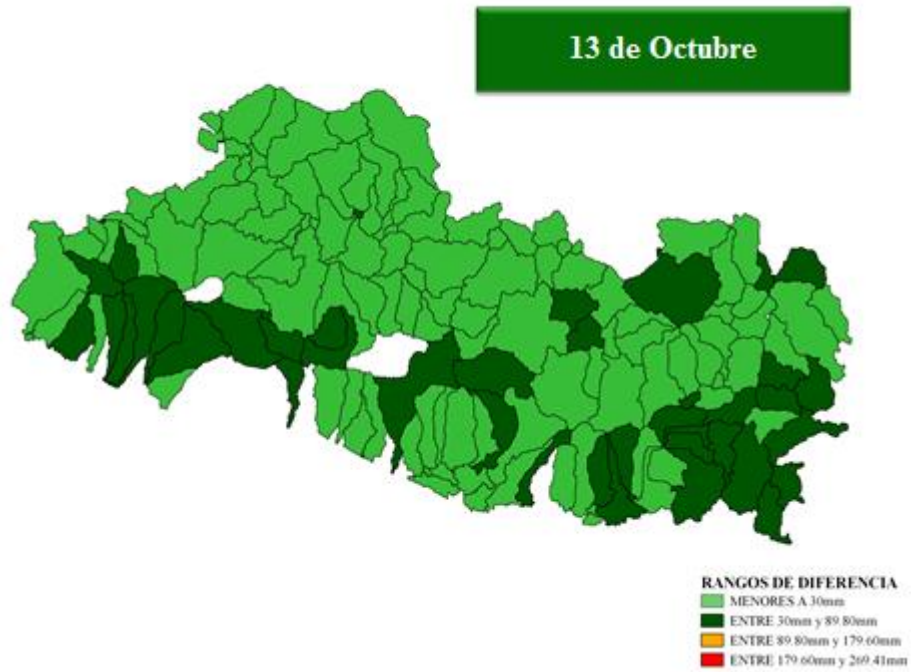 13 de Octubre
RANGOS DE DIFERENCIA
MENORES A 30mm
ENTRE 30mm y 89.80mm
ENTRE 89.80mm y 179.60mm
ENTRE 179.60mm y 269.41mm